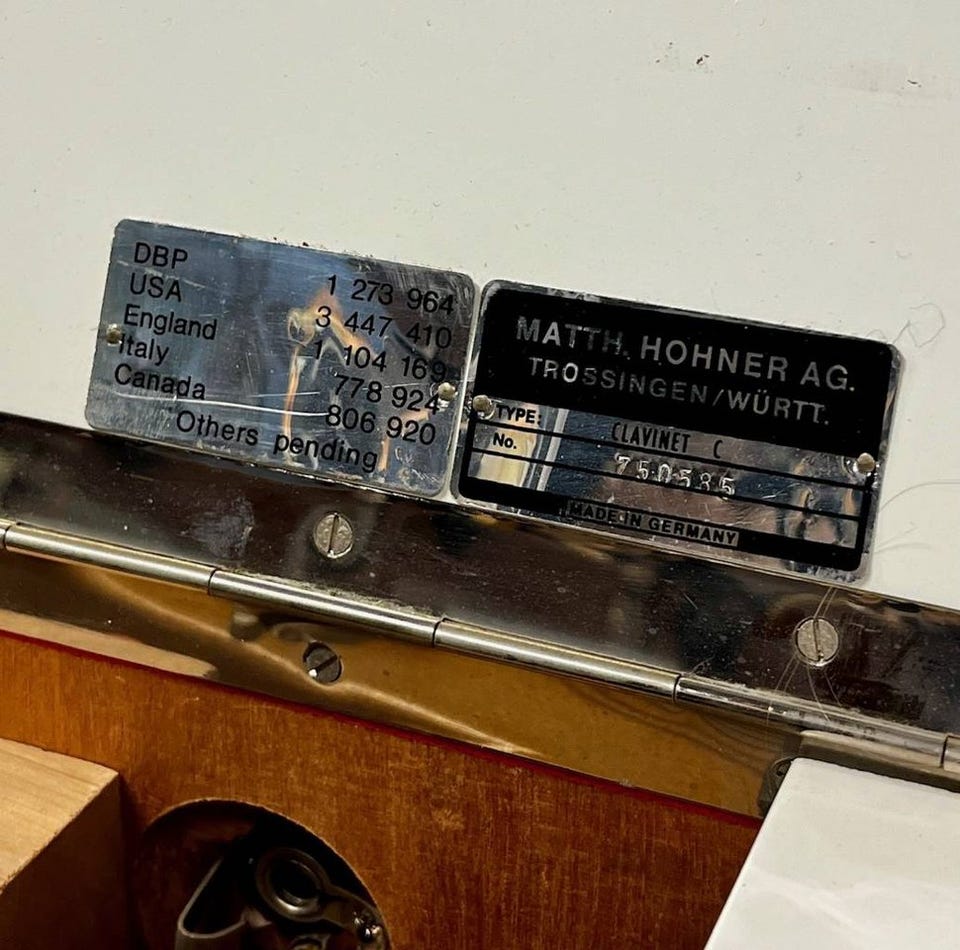 DBP 1 273 964
USA 3 447 410
England 1 104 169
Italy 778 924
Canada 806 920
Others pending
MATTH. HOHNER AG.
TROSSINGEN/WÜRTT.
TYPE: CLAVINET C
No. 750585
MADE IN GERMANY